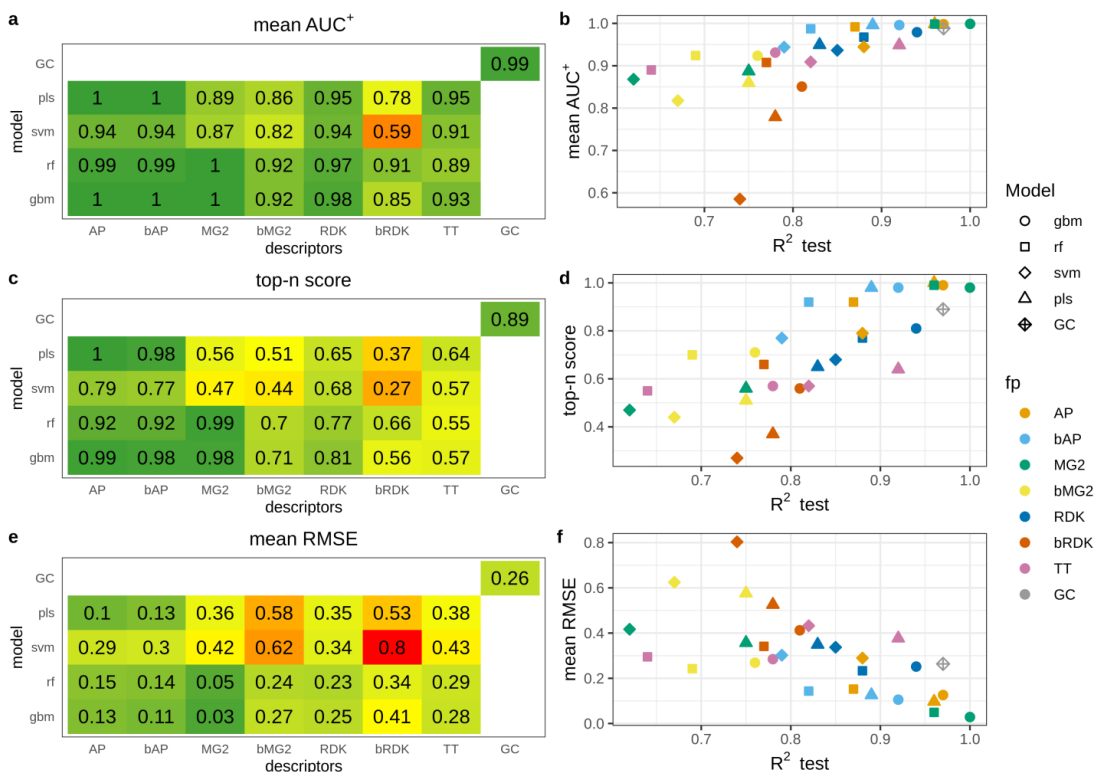 a
mean AUC+
model
GC 0.99
pls 1 1 0.89 0.86 0.95 0.78 0.95
svm 0.94 0.94 0.87 0.82 0.94 0.59 0.91
rf 0.99 0.99 1 0.92 0.97 0.91 0.89
gbm 1 1 1 0.92 0.98 0.85 0.93
AP bAP MG2 bMG2 RDK bRDK TT GC
descriptors
b
mean AUC+
1.0
0.9
0.8
0.7
0.6
0.7 0.8 0.9 1.0
R2 test
c
top-n score
model
GC 0.89
pls 1 0.98 0.56 0.51 0.65 0.37 0.64
svm 0.79 0.77 0.47 0.44 0.68 0.27 0.57
rf 0.92 0.92 0.99 0.7 0.77 0.66 0.55
gbm 0.99 0.98 0.98 0.71 0.81 0.56 0.57
AP bAP MG2 bMG2 RDK bRDK TT GC
descriptors
d
top-n score
1.0
0.8
0.6
0.4
0.7 0.8 0.9 1.0
R2 test
e
mean RMSE
model
GC 0.26
pls 0.1 0.13 0.36 0.58 0.35 0.53 0.38
svm 0.29 0.3 0.42 0.62 0.34 0.8 0.43
rf 0.15 0.14 0.05 0.24 0.23 0.34 0.29
gbm 0.13 0.11 0.03 0.27 0.25 0.41 0.28
AP bAP MG2 bMG2 RDK bRDK TT GC
descriptors
f
mean RMSE
0.8
0.6
0.4
0.2
0.0
0.7 0.8 0.9 1.0
R2 test
Model
gbm
rf
svm
pls
GC
fp
AP
bAP
MG2
bMG2
RDK
bRDK
TT
GC